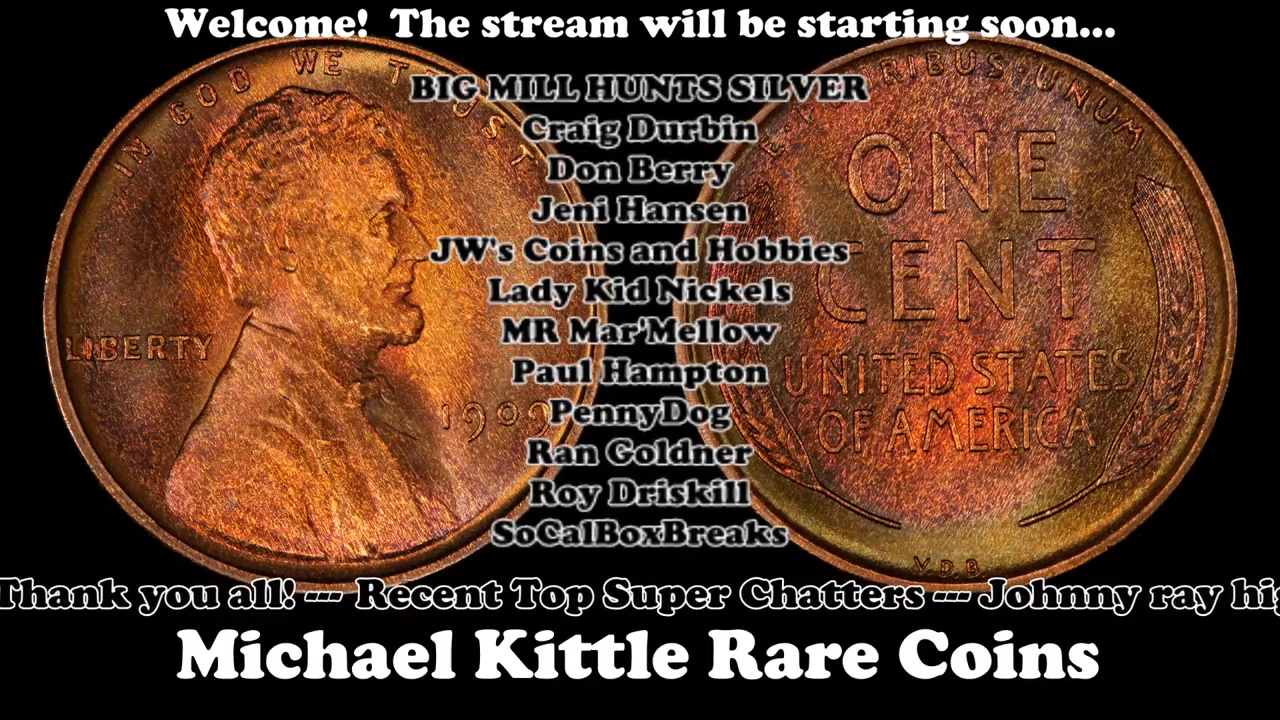 Welcome!  The stream will be starting soon...
BIG MILL HUNTS SILVER
Craig Durbin
Don Berry
Jeni Hansen
JW's Coins and Hobbies
Lady Kid Nickels
MR Mar'Mellow
Paul Hampton
PennyDog
Ran Goldner
Roy Driskill
SoCalBoxBreaks
IN GOD WE TRUST
LIBERTY
1909
E PLURIBUS UNUM
ONE
CENT
UNITED STATES
OF AMERICA
V.D.B.
Thank you all! --- Recent Top Super Chatters --- Johnny ray hig
Michael Kittle Rare Coins